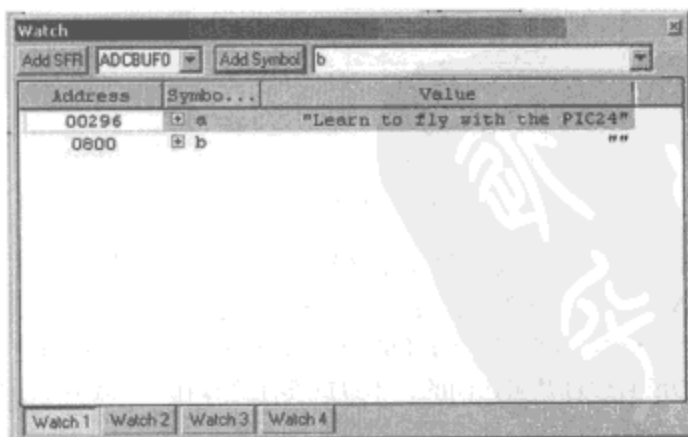 Watch
Add SFR ADCBUF0 Add Symbol b
Address Symbo... Value
00296 a "Learn to fly with the PIC24"
0800 b ""
Watch 1 Watch 2 Watch 3 Watch 4